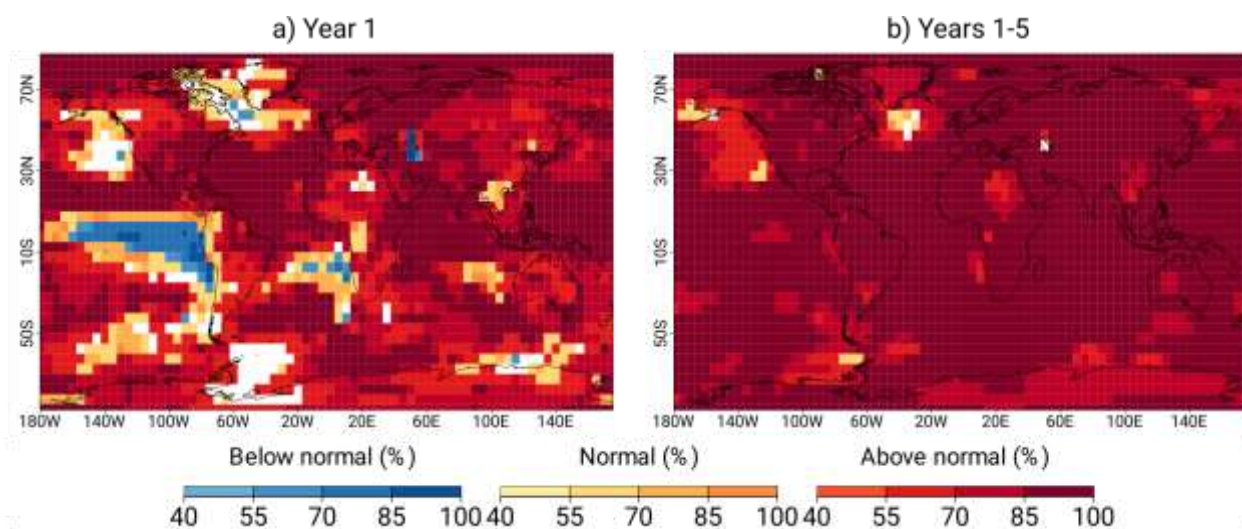 a) Year 1
b) Years 1-5
70N
30N
10S
50S
180W 140W 100W 60W 20W 20E 60E 100E 140E
70N
30N
10S
50S
180W 140W 100W 60W 20W 20E 60E 100E 140E
Below normal (%)
Normal (%)
Above normal (%)
40 55 70 85 100
40 55 70 85 100
40 55 70 85 100